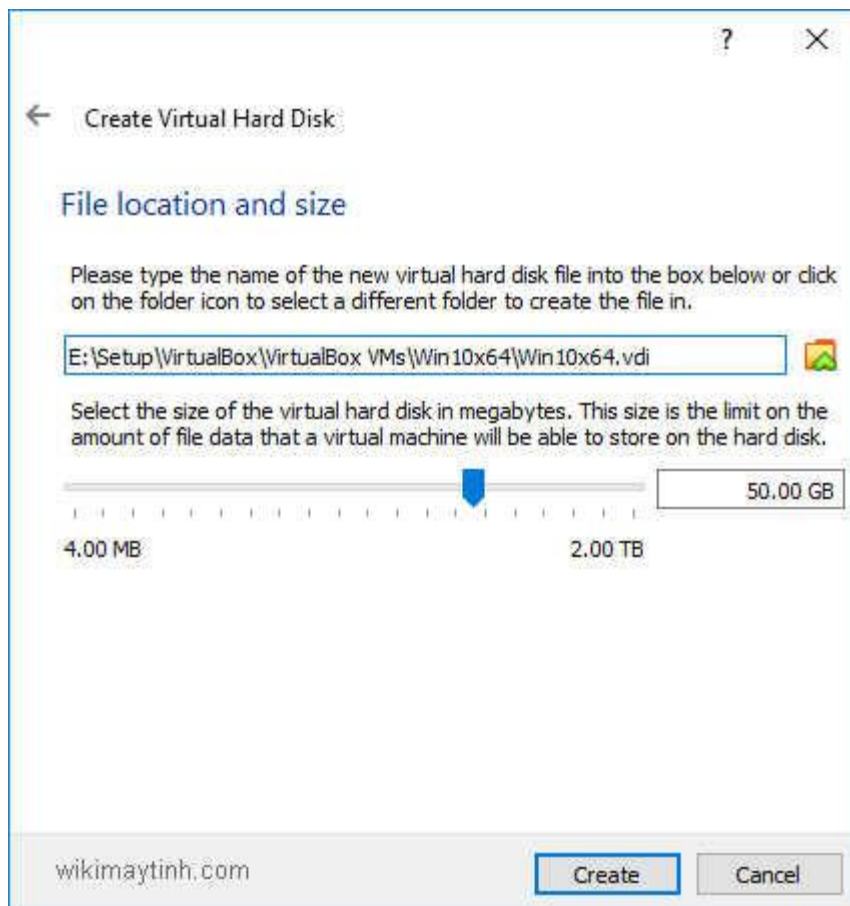 ?
Create Virtual Hard Disk
File location and size
Please type the name of the new virtual hard disk file into the box below or click
on the folder icon to select a different folder to create the file in.
E:\Setup\VirtualBox\VirtualBox VMs\Win10x64\Win10x64.vdi
Select the size of the virtual hard disk in megabytes. This size is the limit on the
amount of file data that a virtual machine will be able to store on the hard disk.
50.00 GB
4.00 MB 2.00 TB
wikimaytinh.com Create Cancel